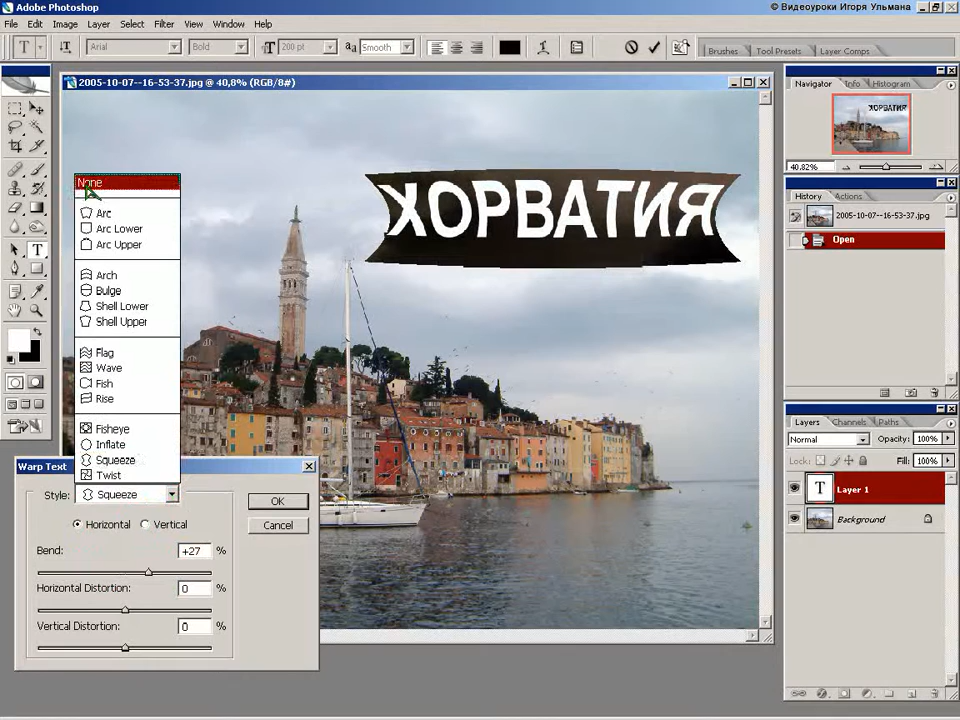 Adobe Photoshop
© Видеоуроки Игоря Ульмана
File Edit Image Layer Select Filter View Window Help
T Arial Bold 200 pt aa Smooth
Brushes Tool Presets Layer Comps
2005-10-07--16-53-37.jpg @ 40,8% (RGB/8#)
Navigator Info Histogram
ХОРВАТИЯ
40.82%
History Actions
2005-10-07--16-53-37.jpg
Open
None
Arc
Arc Lower
Arc Upper
Arch
Bulge
Shell Lower
Shell Upper
Flag
Wave
Fish
Rise
Fisheye
Inflate
Squeeze
Twist
Warp Text
Style: Squeeze
OK
Horizontal Vertical
Cancel
Bend: +27 %
Horizontal Distortion: 0 %
Vertical Distortion: 0 %
Layers Channels Paths
Normal Opacity: 100%
Lock: Fill: 100%
T Layer 1
Background